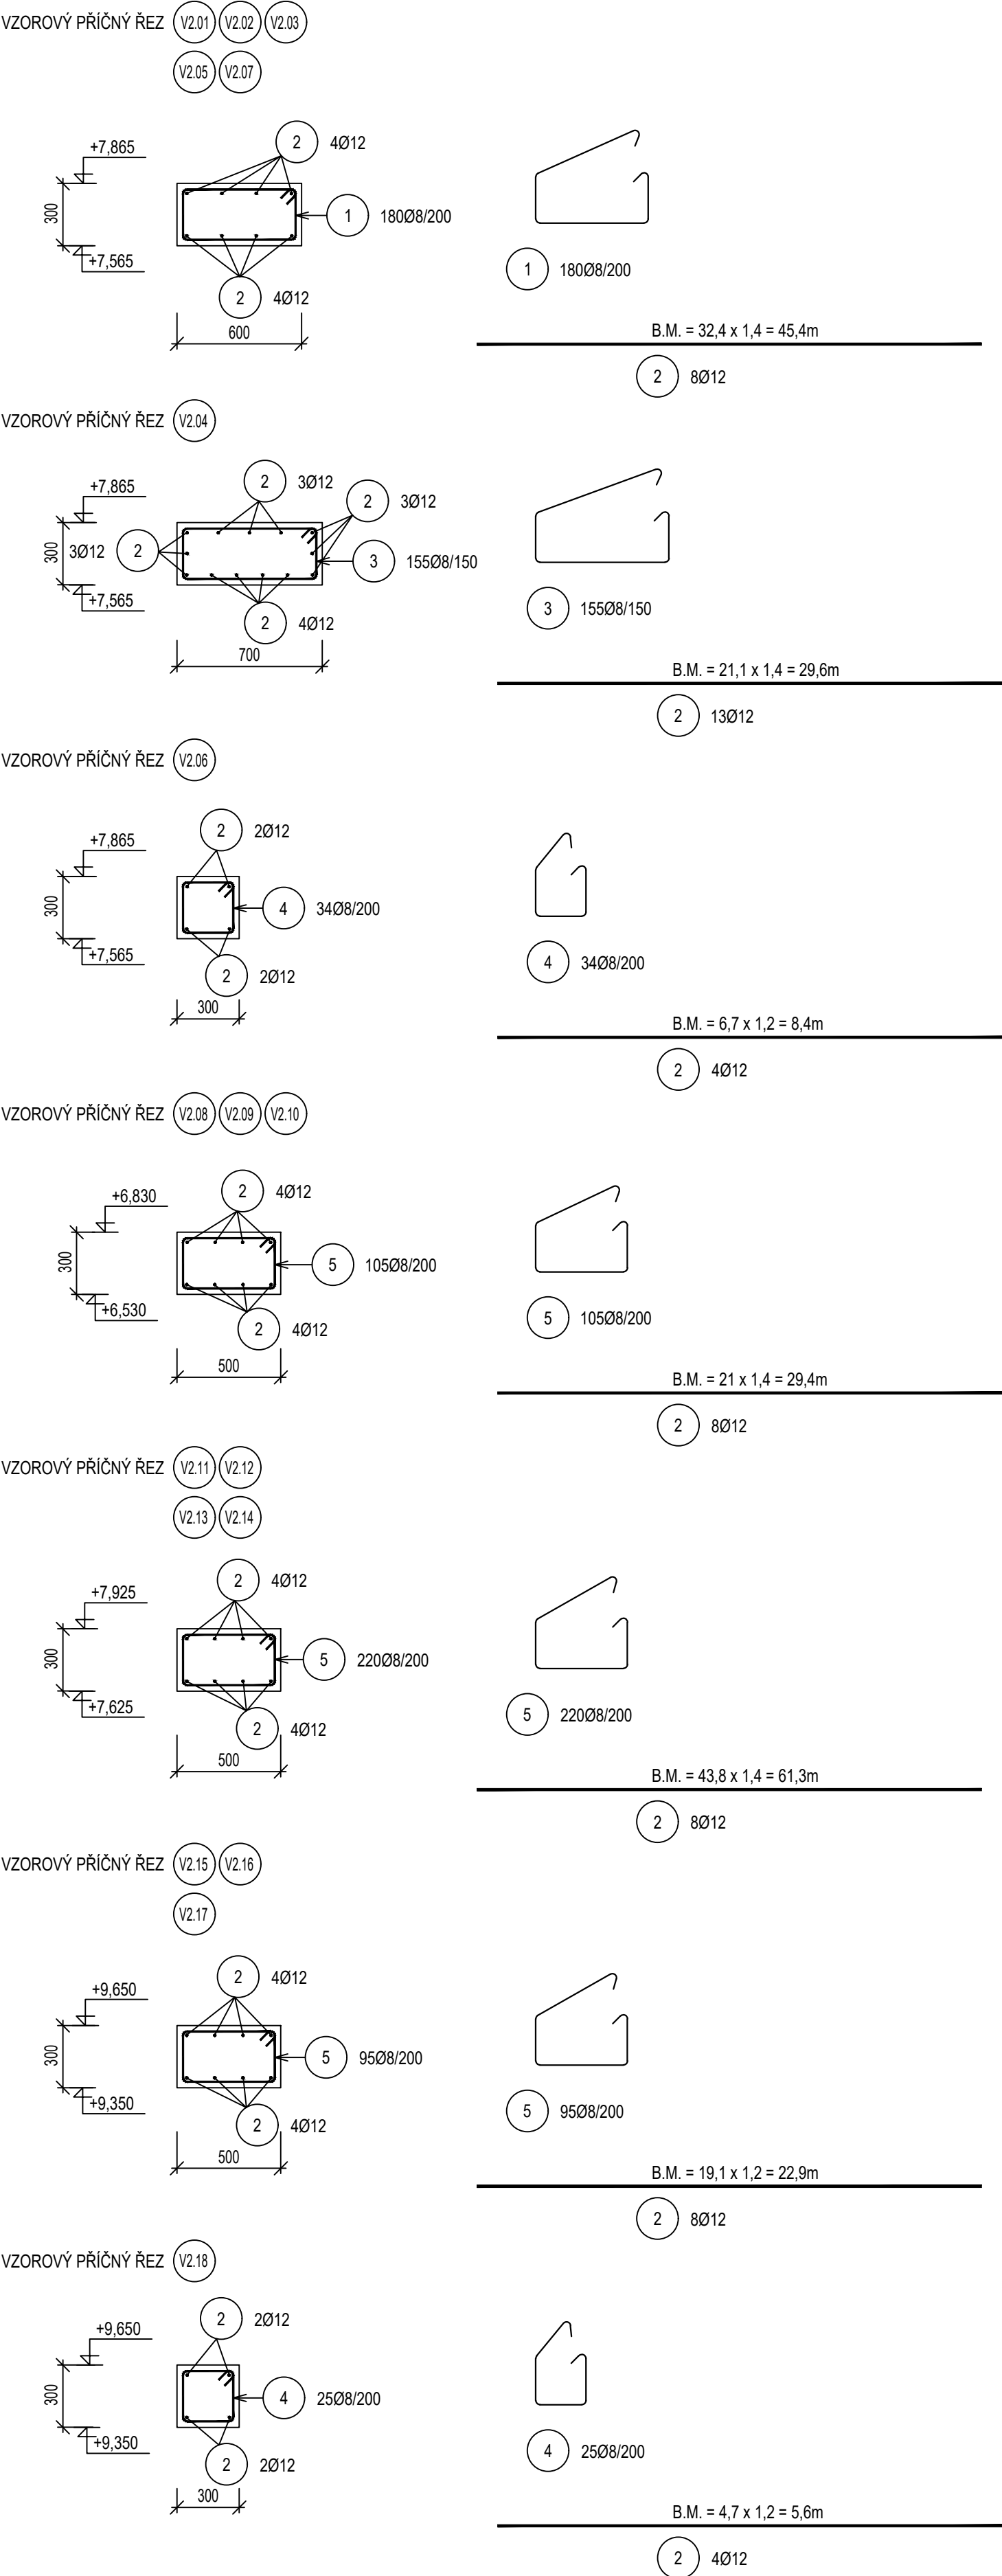 VZOROVÝ PŘÍČNÝ ŘEZ V2.01 V2.02 V2.03
V2.05 V2.07
2 4Ø12
+7,865
300
1 180Ø8/200
+7,565
2 4Ø12
600
1 180Ø8/200
B.M. = 32,4 x 1,4 = 45,4m
2 8Ø12
VZOROVÝ PŘÍČNÝ ŘEZ V2.04
2 3Ø12
2 3Ø12
+7,865
300
3Ø12 2
3 155Ø8/150
+7,565
2 4Ø12
700
3 155Ø8/150
B.M. = 21,1 x 1,4 = 29,6m
2 13Ø12
VZOROVÝ PŘÍČNÝ ŘEZ V2.06
2 2Ø12
+7,865
300
4 34Ø8/200
+7,565
2 2Ø12
300
4 34Ø8/200
B.M. = 6,7 x 1,2 = 8,4m
2 4Ø12
VZOROVÝ PŘÍČNÝ ŘEZ V2.08 V2.09 V2.10
2 4Ø12
+6,830
300
5 105Ø8/200
+6,530
2 4Ø12
500
5 105Ø8/200
B.M. = 21 x 1,4 = 29,4m
2 8Ø12
VZOROVÝ PŘÍČNÝ ŘEZ V2.11 V2.12
V2.13 V2.14
2 4Ø12
+7,925
300
5 220Ø8/200
+7,625
2 4Ø12
500
5 220Ø8/200
B.M. = 43,8 x 1,4 = 61,3m
2 8Ø12
VZOROVÝ PŘÍČNÝ ŘEZ V2.15 V2.16
V2.17
2 4Ø12
+9,650
300
5 95Ø8/200
+9,350
2 4Ø12
500
5 95Ø8/200
B.M. = 19,1 x 1,2 = 22,9m
2 8Ø12
VZOROVÝ PŘÍČNÝ ŘEZ V2.18
2 2Ø12
+9,650
300
4 25Ø8/200
+9,350
2 2Ø12
300
4 25Ø8/200
B.M. = 4,7 x 1,2 = 5,6m
2 4Ø12